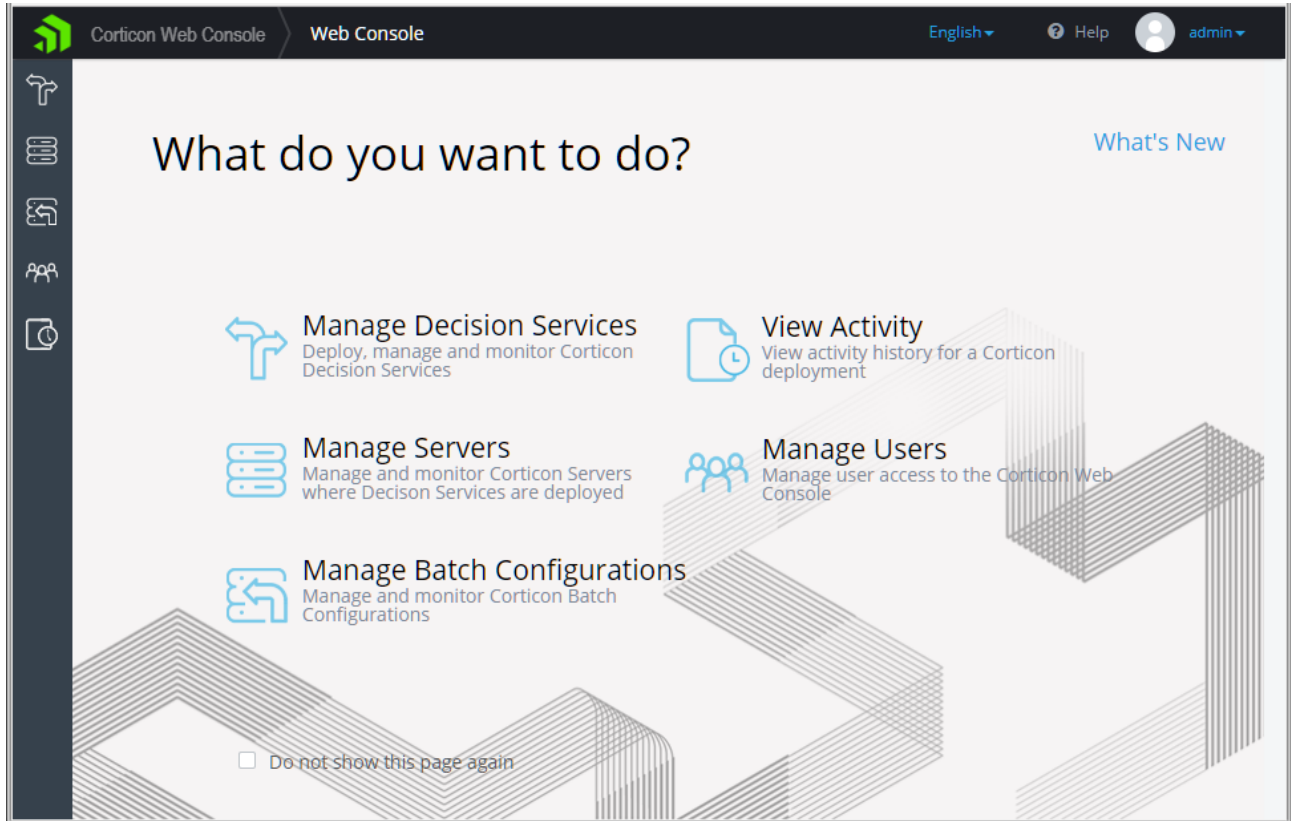 Corticon Web Console Web Console English Help admin
What do you want to do?
What's New
Manage Decision Services
Deploy, manage and monitor Corticon
Decision Services
View Activity
View activity history for a Corticon
deployment
Manage Servers
Manage and monitor Corticon Servers
where Decison Services are deployed
Manage Users
Manage user access to the Corticon Web
Console
Manage Batch Configurations
Manage and monitor Corticon Batch
Configurations
Do not show this page again